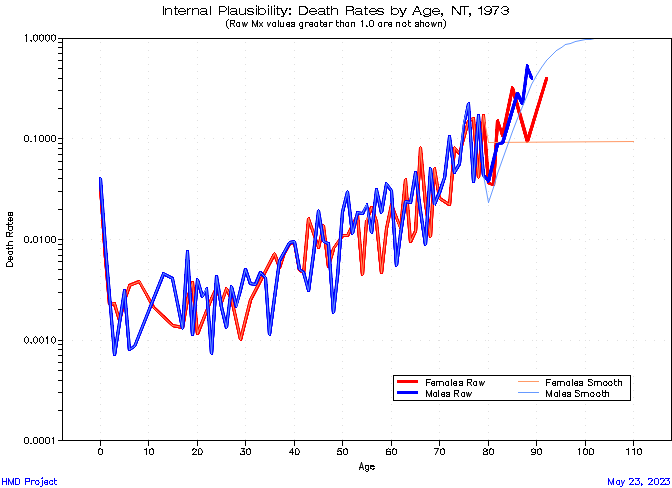 Internal Plausibility: Death Rates by Age, NT, 1973
(Raw Mx values greater than 1.0 are not shown)
1.0000
0.1000
0.0100
0.0010
0.0001
Death Rates
0 10 20 30 40 50 60 70 80 90 100 110
Age
Females Raw Females Smooth
Males Raw Males Smooth
HMD Project May 23, 2023